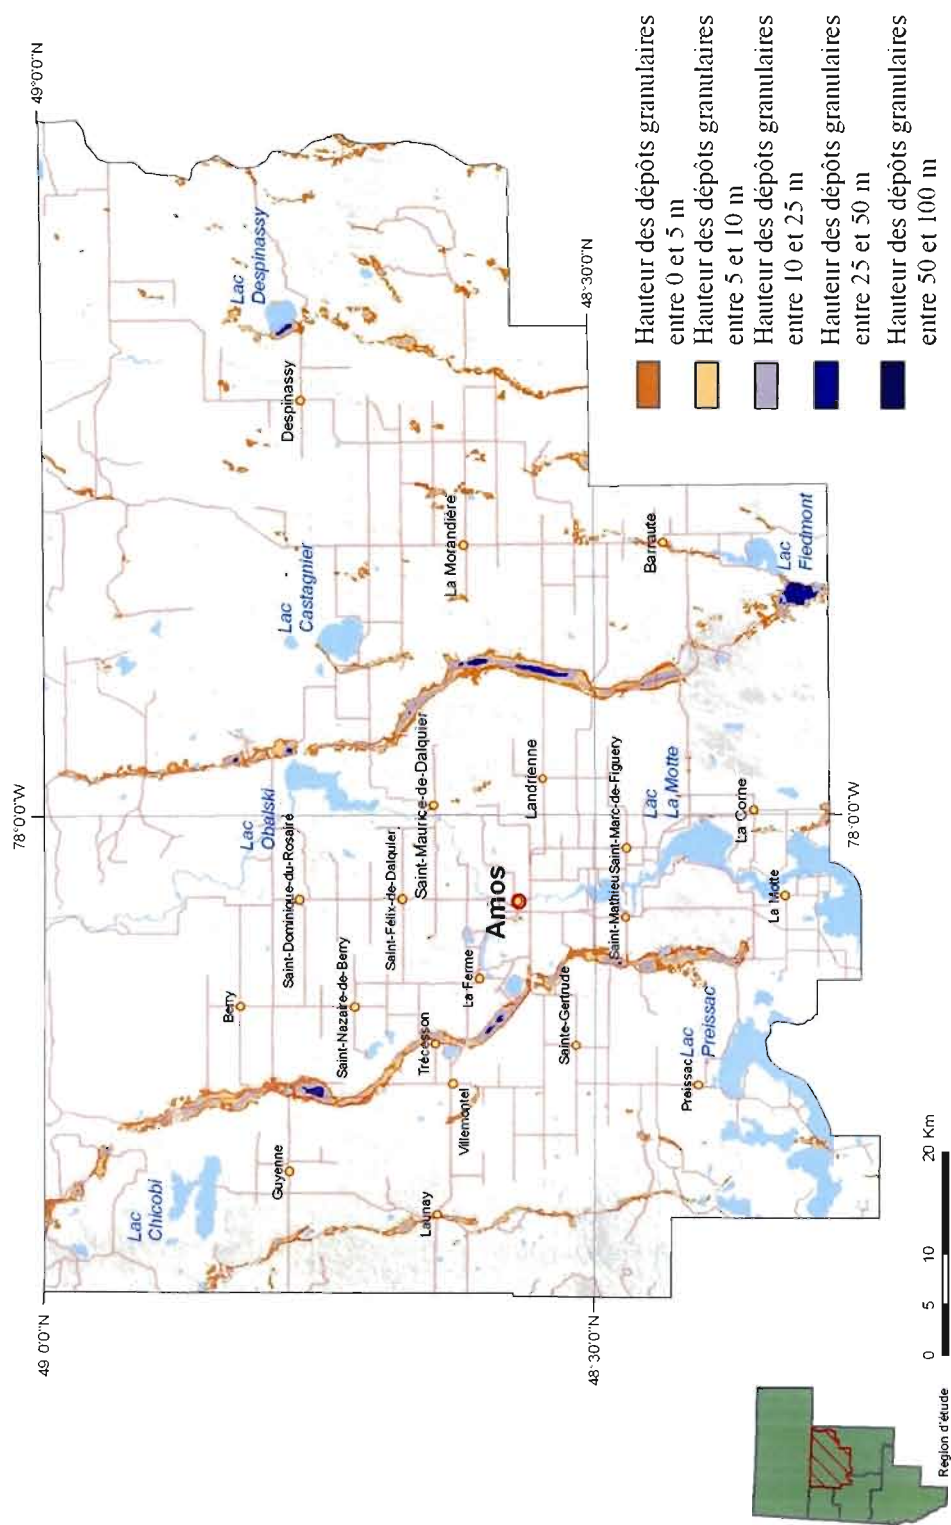 49°0'0"N
78°0'0"W
49 0'0"N
Lac
Despinassy
Despinassy
48°30'0"N
Lac
Castagnier
La Morandière
Barraute
Lac
Fiedmont
Lac
Obalski
Saint-Dominique-du-Rosaire
Saint-Maurice-de-Dalquier
Saint-Félix-de-Dalquier
Landrienne
Saint-Marc-de-Figuery
Lac
La Motte
La Corne
78°0'0"W
Amos
Saint-Mathieu
La Motte
Berry
Saint-Nazaire-de-Berry
La Ferme
Trécesson
Sainte-Gertrude
Lac
Preissac
Preissac
Villemontel
Guyenne
Lac
Chicobi
Launay
48°30'0"N
Hauteur des dépôts granulaires
entre 0 et 5 m
Hauteur des dépôts granulaires
entre 5 et 10 m
Hauteur des dépôts granulaires
entre 10 et 25 m
Hauteur des dépôts granulaires
entre 25 et 50 m
Hauteur des dépôts granulaires
entre 50 et 100 m
0 5 10 20 Km
Region d'étude